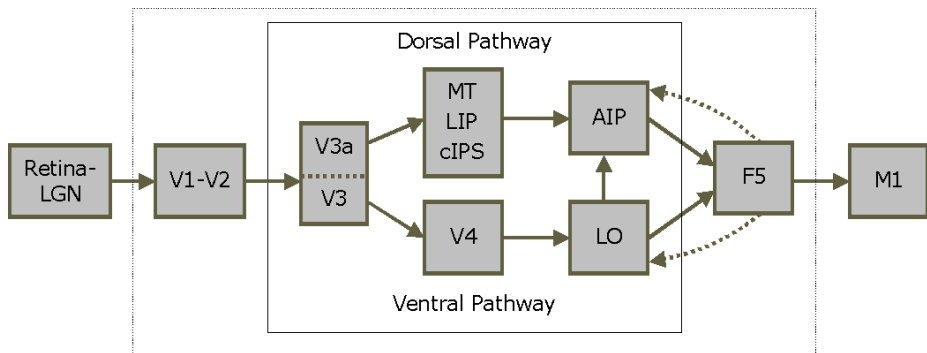 Dorsal Pathway
Retina-
LGN
V1-V2
V3a
V3
MT
LIP
cIPS
V4
AIP
LO
F5
M1
Ventral Pathway